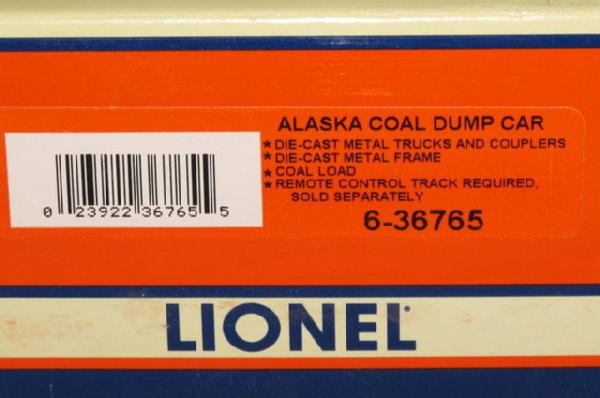 ALASKA COAL DUMP CAR
* DIE-CAST METAL TRUCKS AND COUPLERS
* DIE-CAST METAL FRAME
* COAL LOAD
* REMOTE CONTROL TRACK REQUIRED,
SOLD SEPARATELY
6-36765
0 23922 36765 5
LIONEL